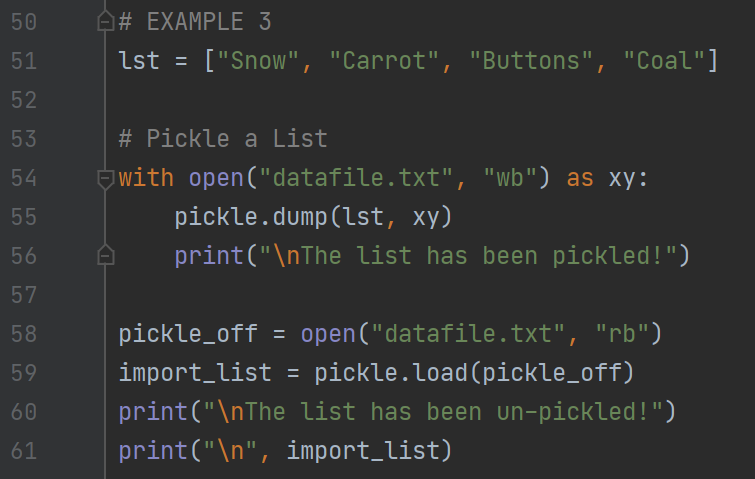 50 # EXAMPLE 3
51 lst = ["Snow", "Carrot", "Buttons", "Coal"]
52
53 # Pickle a List
54 with open("datafile.txt", "wb") as xy:
55     pickle.dump(lst, xy)
56     print("\nThe list has been pickled!")
57
58 pickle_off = open("datafile.txt", "rb")
59 import_list = pickle.load(pickle_off)
60 print("\nThe list has been un-pickled!")
61 print("\n", import_list)